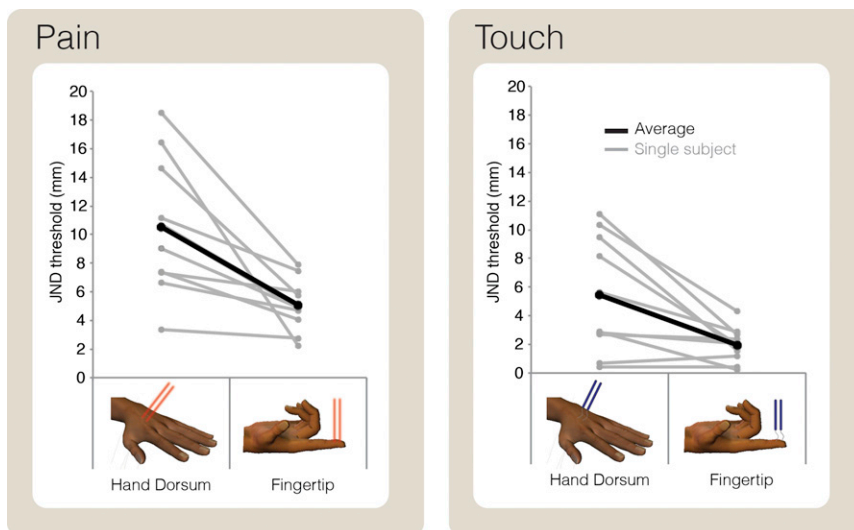 Pain
20
18
16
14
12
10
8
6
4
2
0
JND threshold (mm)
Hand Dorsum
Fingertip
Touch
20
18
16
14
12
10
8
6
4
2
0
JND threshold (mm)
Average
Single subject
Hand Dorsum
Fingertip